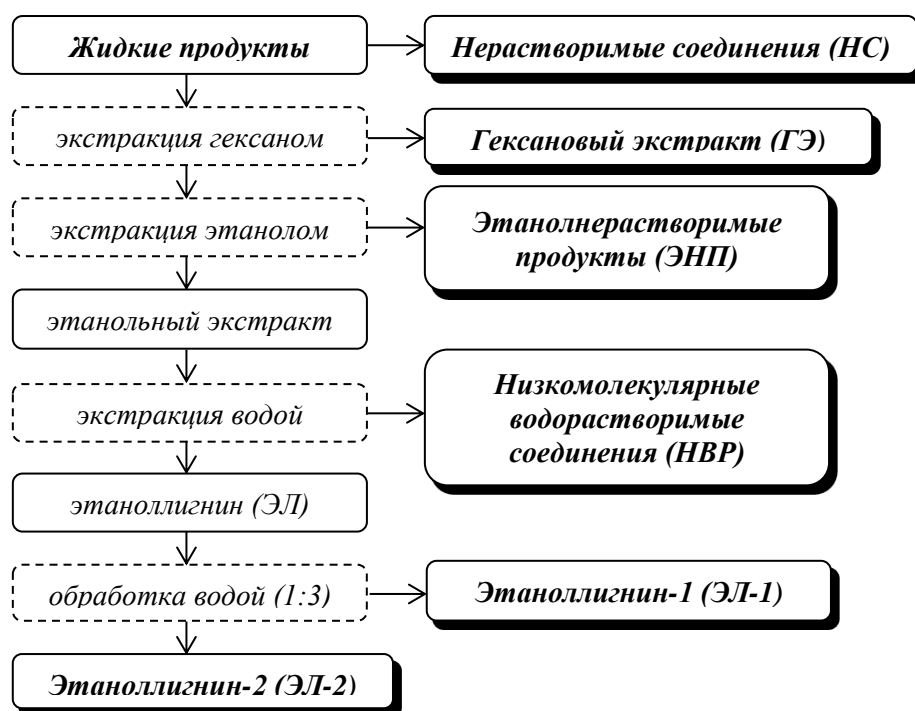 Жидкие продукты
Нерастворимые соединения (НС)
экстракция гексаном
Гексановый экстракт (ГЭ)
экстракция этанолом
Этанолнерастворимые
продукты (ЭНП)
этанольный экстракт
экстракция водой
Низкомолекулярные
водорастворимые
соединения (НВР)
этаноллигнин (ЭЛ)
обработка водой (1:3)
Этаноллигнин-1 (ЭЛ-1)
Этаноллигнин-2 (ЭЛ-2)